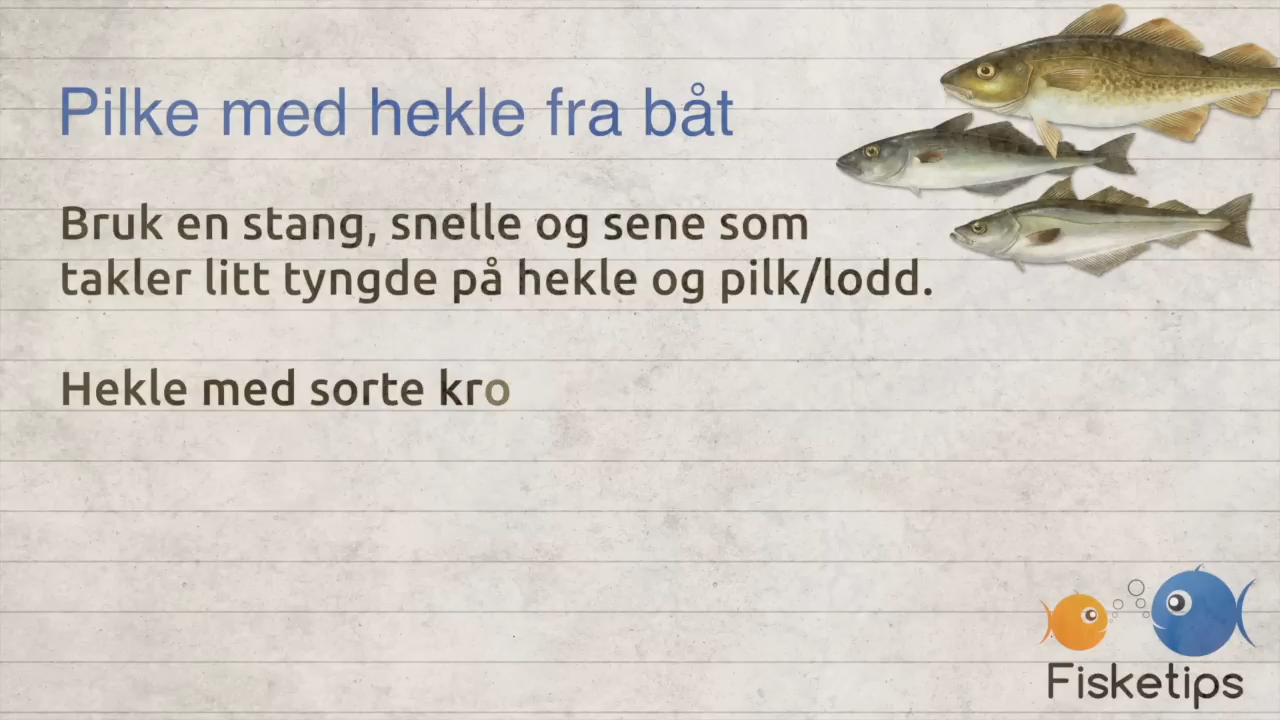 Pilke med hekle fra båt
Bruk en stang, snelle og sene som
takler litt tyngde på hekle og pilk/lodd.
Hekle med sorte kro
Fisketips